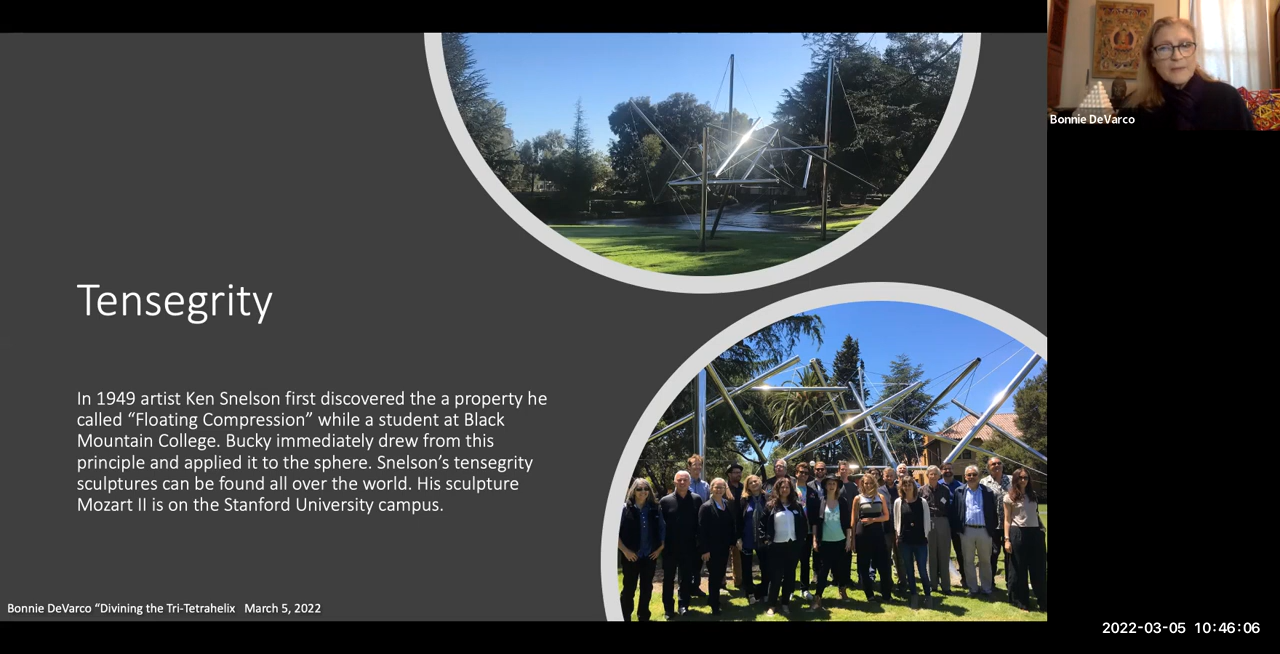 Bonnie DeVarco
Tensegrity
In 1949 artist Ken Snelson first discovered the a property he
called “Floating Compression” while a student at Black
Mountain College. Bucky immediately drew from this
principle and applied it to the sphere. Snelson’s tensegrity
sculptures can be found all over the world. His sculpture
Mozart II is on the Stanford University campus.
Bonnie DeVarco “Divining the Tri-Tetrahelix March 5, 2022
2022-03-05 10:46:06